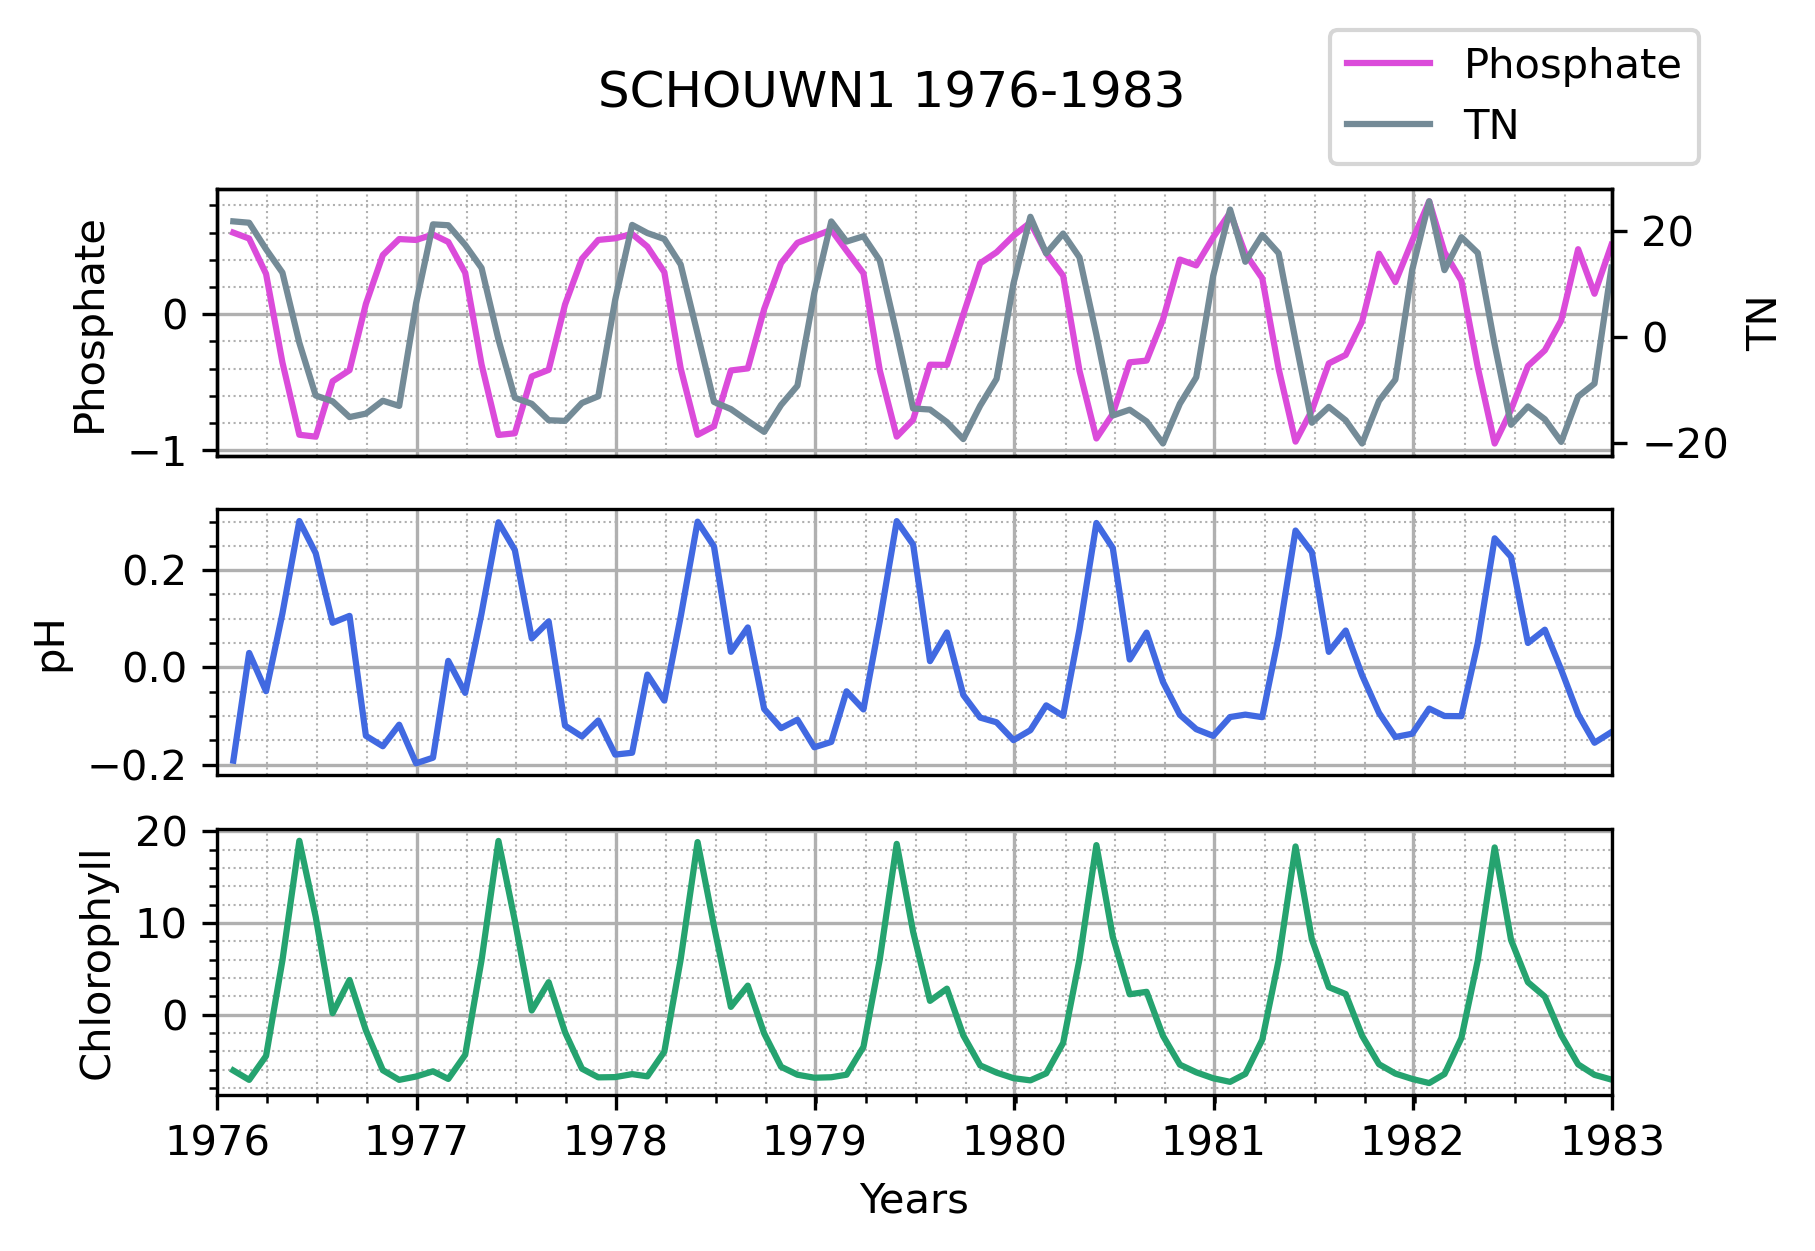 SCHOUWN1 1976-1983
Phosphate
TN
Phosphate
0
−1
20
0
−20
TN
pH
0.2
0.0
−0.2
Chlorophyll
20
10
0
1976 1977 1978 1979 1980 1981 1982 1983
Years